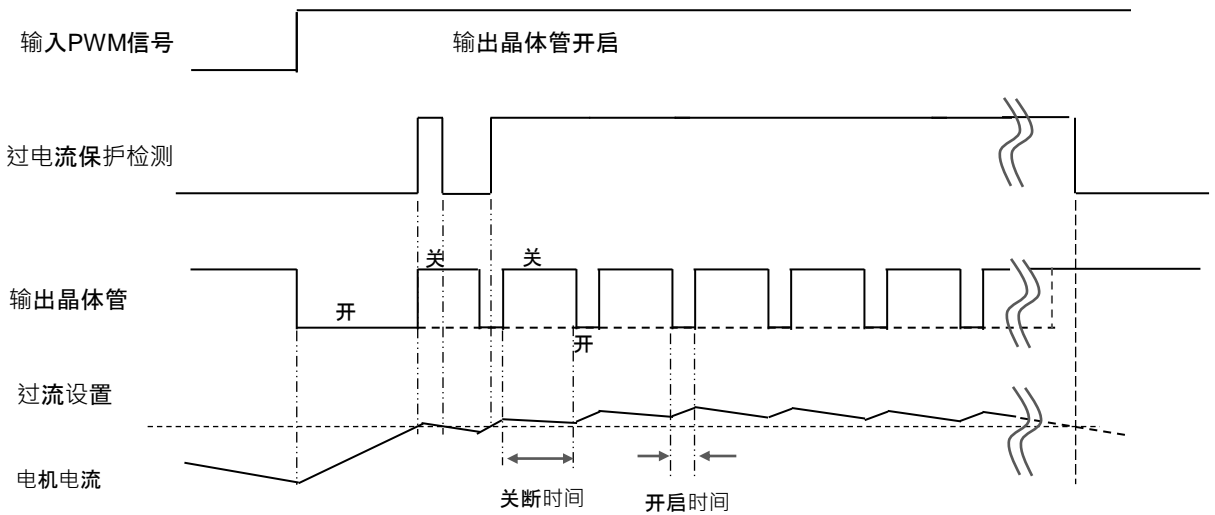 输入PWM信号
输出晶体管开启
过电流保护检测
关
关
输出晶体管
开
开
过流设置
电机电流
关断时间
开启时间